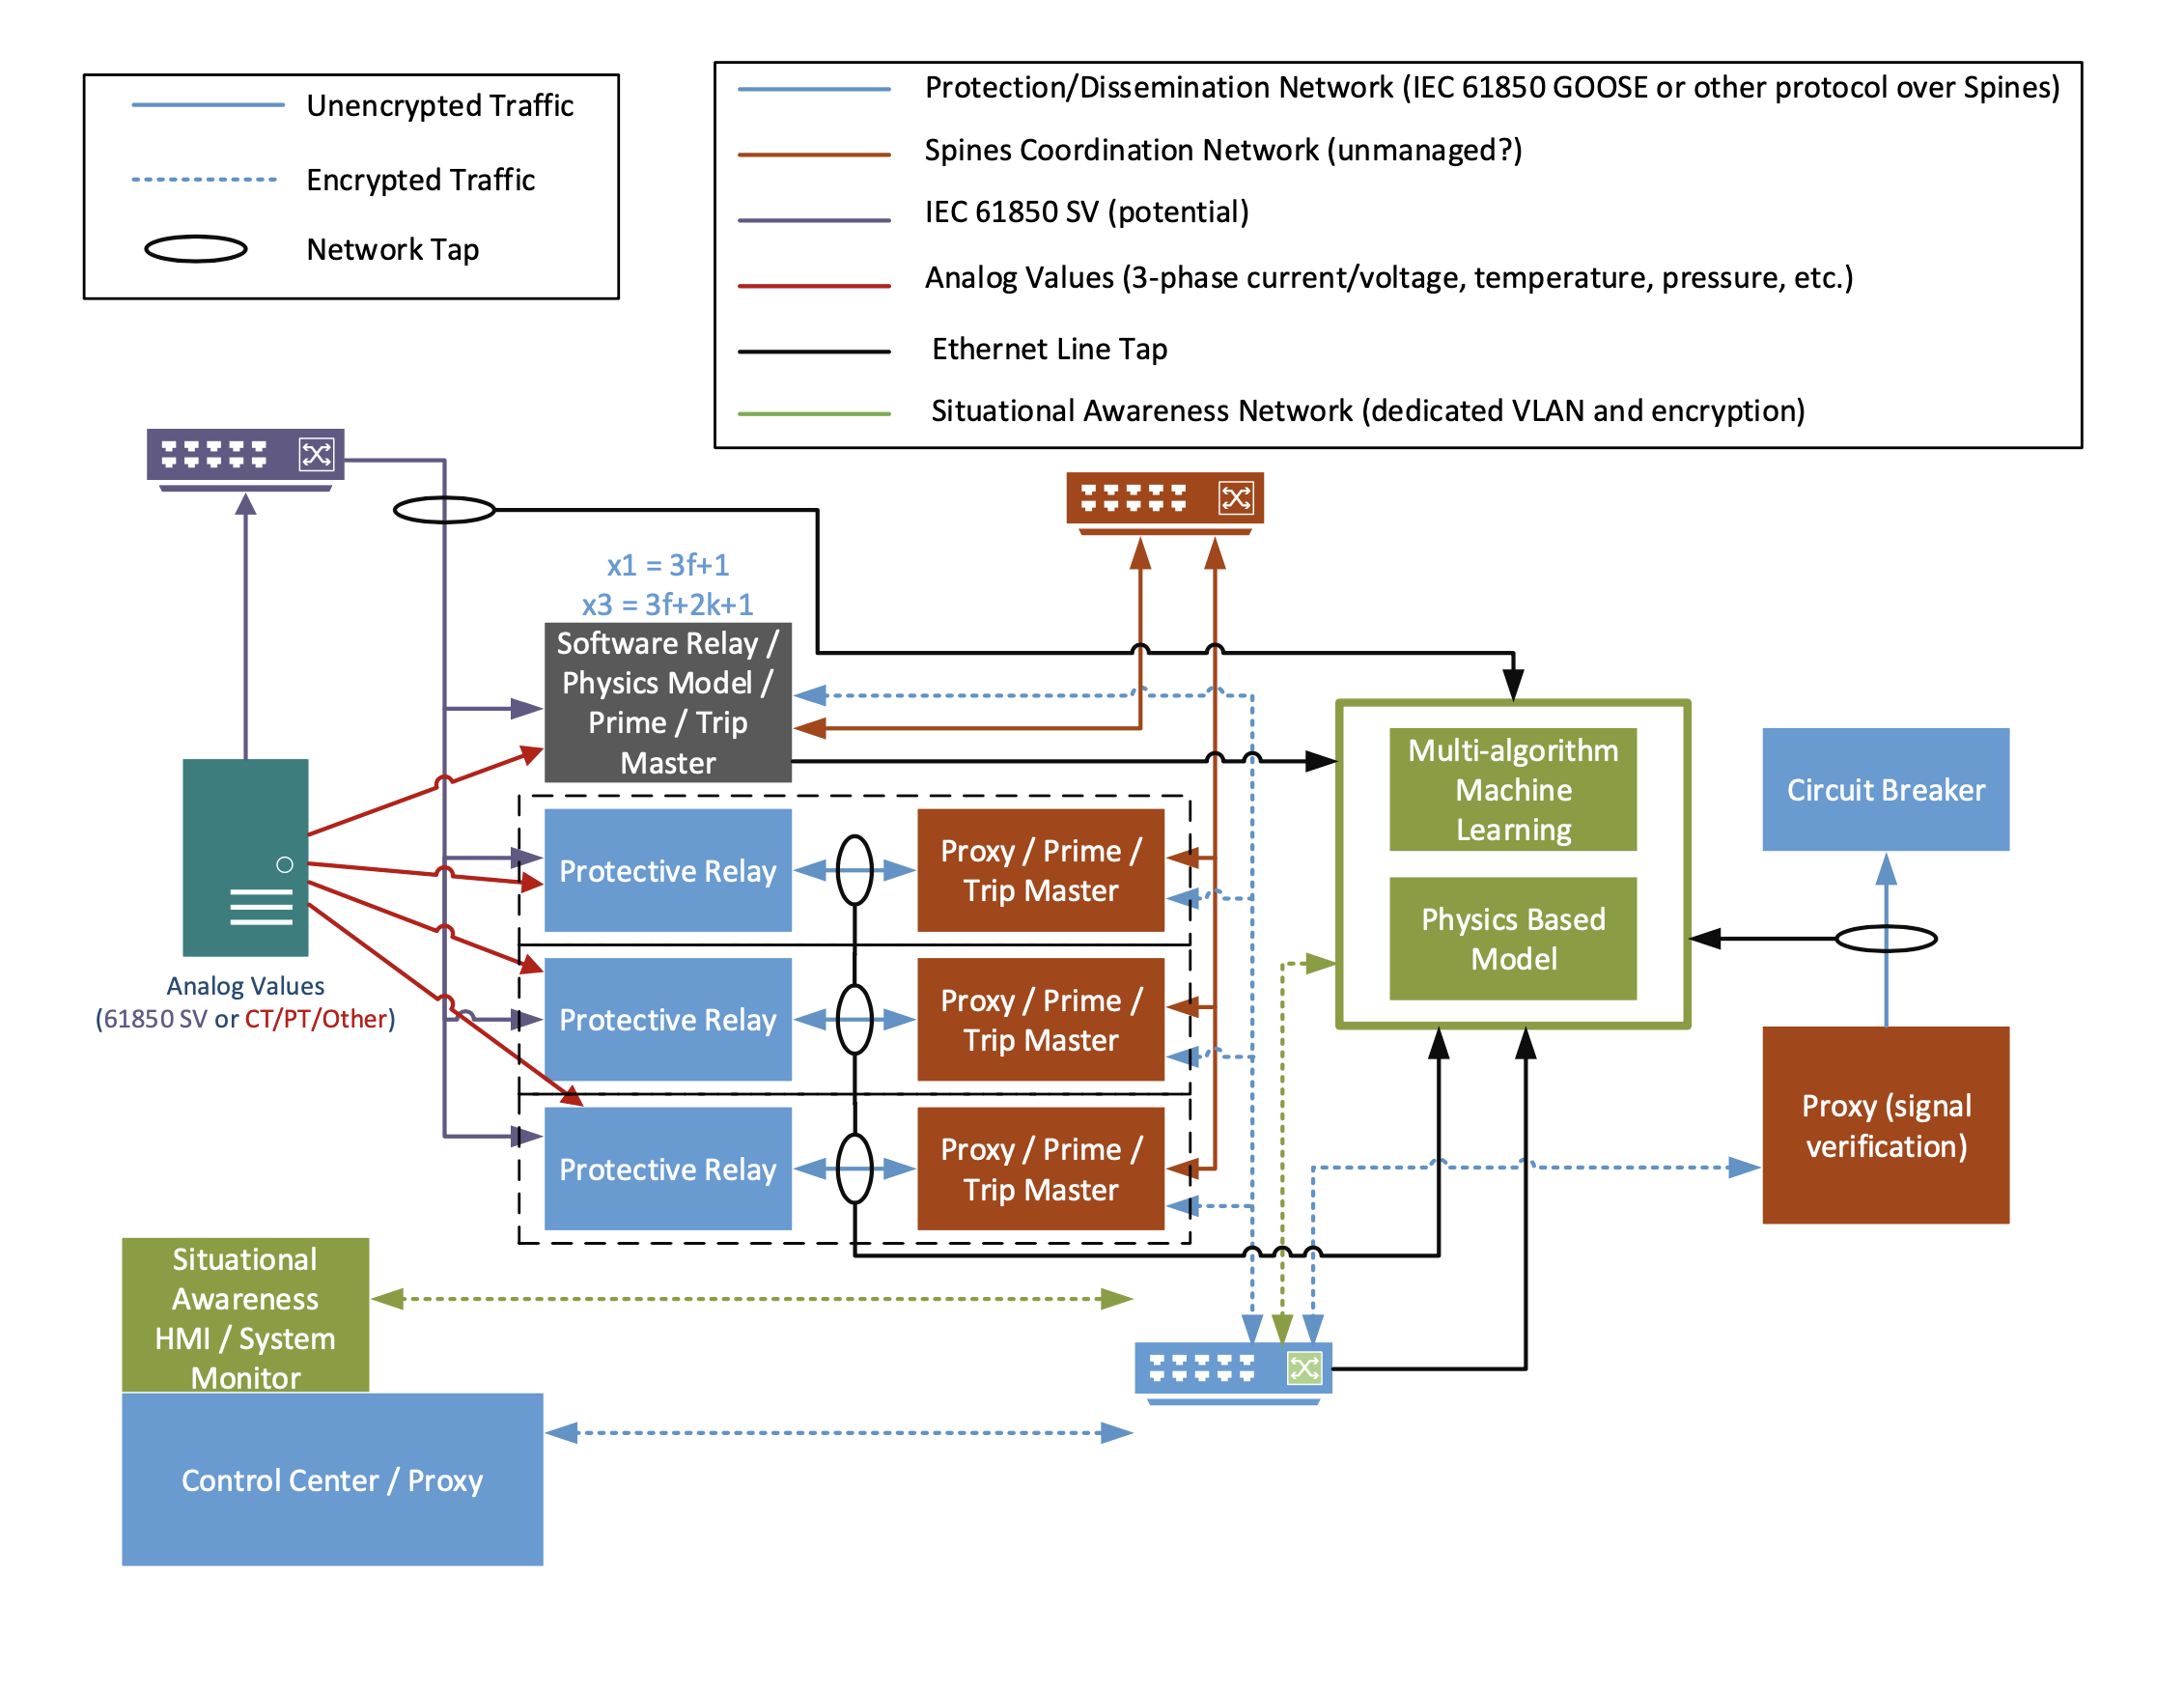 Unencrypted Traffic
Encrypted Traffic
Network Tap
Protection/Dissemination Network (IEC 61850 GOOSE or other protocol over Spines)
Spines Coordination Network (unmanaged?)
IEC 61850 SV (potential)
Analog Values (3-phase current/voltage, temperature, pressure, etc.)
Ethernet Line Tap
Situational Awareness Network (dedicated VLAN and encryption)
x1 = 3f+1
x3 = 3f+2k+1
Software Relay /
Physics Model /
Prime / Trip
Master
Multi-algorithm
Machine
Learning
Circuit Breaker
Protective Relay
Proxy / Prime /
Trip Master
Physics Based
Model
Analog Values
(61850 SV or CT/PT/Other)
Protective Relay
Proxy / Prime /
Trip Master
Proxy (signal
verification)
Protective Relay
Proxy / Prime /
Trip Master
Situational
Awareness
HMI / System
Monitor
Control Center / Proxy